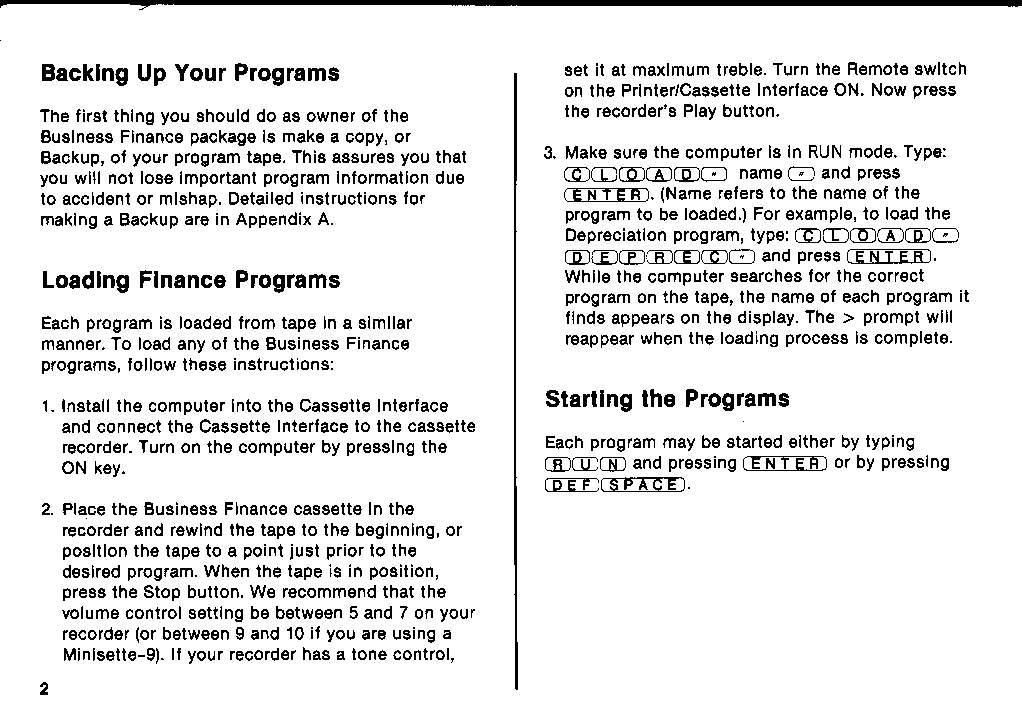 Backing Up Your Programs
The first thing you should do as owner of the
Business Finance package is make a copy, or
Backup, of your program tape. This assures you that
you will not lose important program information due
to accident or mishap. Detailed instructions for
making a Backup are in Appendix A.
Loading Finance Programs
Each program is loaded from tape in a similar
manner. To load any of the Business Finance
programs, follow these instructions:
1. Install the computer into the Cassette Interface
and connect the Cassette Interface to the cassette
recorder. Turn on the computer by pressing the
ON key.
2. Place the Business Finance cassette in the
recorder and rewind the tape to the beginning, or
position the tape to a point just prior to the
desired program. When the tape is in position,
press the Stop button. We recommend that the
volume control setting be between 5 and 7 on your
recorder (or between 9 and 10 if you are using a
Minisette-9). If your recorder has a tone control,
2
set it at maximum treble. Turn the Remote switch
on the Printer/Cassette Interface ON. Now press
the recorder's Play button.
3. Make sure the computer is in RUN mode. Type:
C L O A D " name " and press
ENTER. (Name refers to the name of the
program to be loaded.) For example, to load the
Depreciation program, type: C L O A D "
D E P R E C " and press ENTER.
While the computer searches for the correct
program on the tape, the name of each program it
finds appears on the display. The > prompt will
reappear when the loading process is complete.
Starting the Programs
Each program may be started either by typing
R U N and pressing ENTER or by pressing
DEF SPACE.